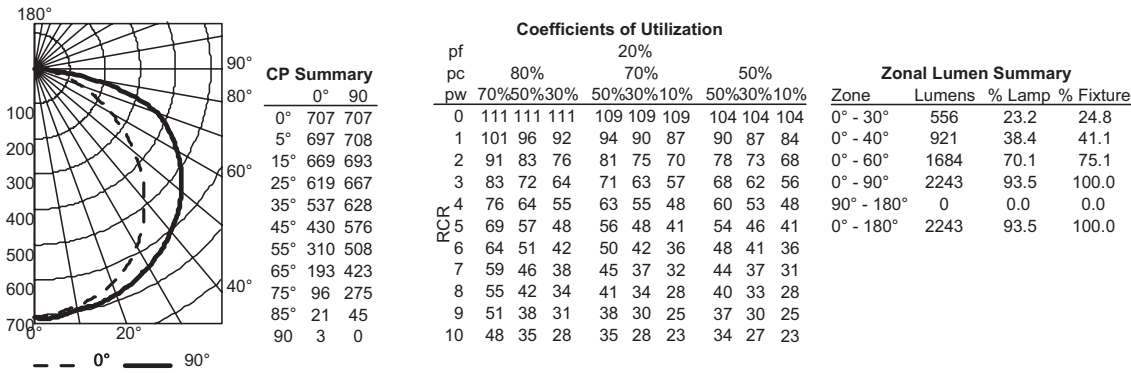 180°
90°
80°
60°
40°
20°
0°
100
200
300
400
500
600
700
0° 90°
CP Summary
0° 90
0° 707 707
5° 697 708
15° 669 693
25° 619 667
35° 537 628
45° 430 576
55° 310 508
65° 193 423
75° 96 275
85° 21 45
90 3 0
Coefficients of Utilization
pf 20%
pc 80% 70% 50%
pw 70%50%30% 50%30%10% 50%30%10%
RCR
0 111 111 111 109 109 109 104 104 104
1 101 96 92 94 90 87 90 87 84
2 91 83 76 81 75 70 78 73 68
3 83 72 64 71 63 57 68 62 56
4 76 64 55 63 55 48 60 53 48
5 69 57 48 56 48 41 54 46 41
6 64 51 42 50 42 36 48 41 36
7 59 46 38 45 37 32 44 37 31
8 55 42 34 41 34 28 40 33 28
9 51 38 31 38 30 25 37 30 25
10 48 35 28 35 28 23 34 27 23
Zonal Lumen Summary
Zone Lumens % Lamp % Fixture
0° - 30° 556 23.2 24.8
0° - 40° 921 38.4 41.1
0° - 60° 1684 70.1 75.1
0° - 90° 2243 93.5 100.0
90° - 180° 0 0.0 0.0
0° - 180° 2243 93.5 100.0